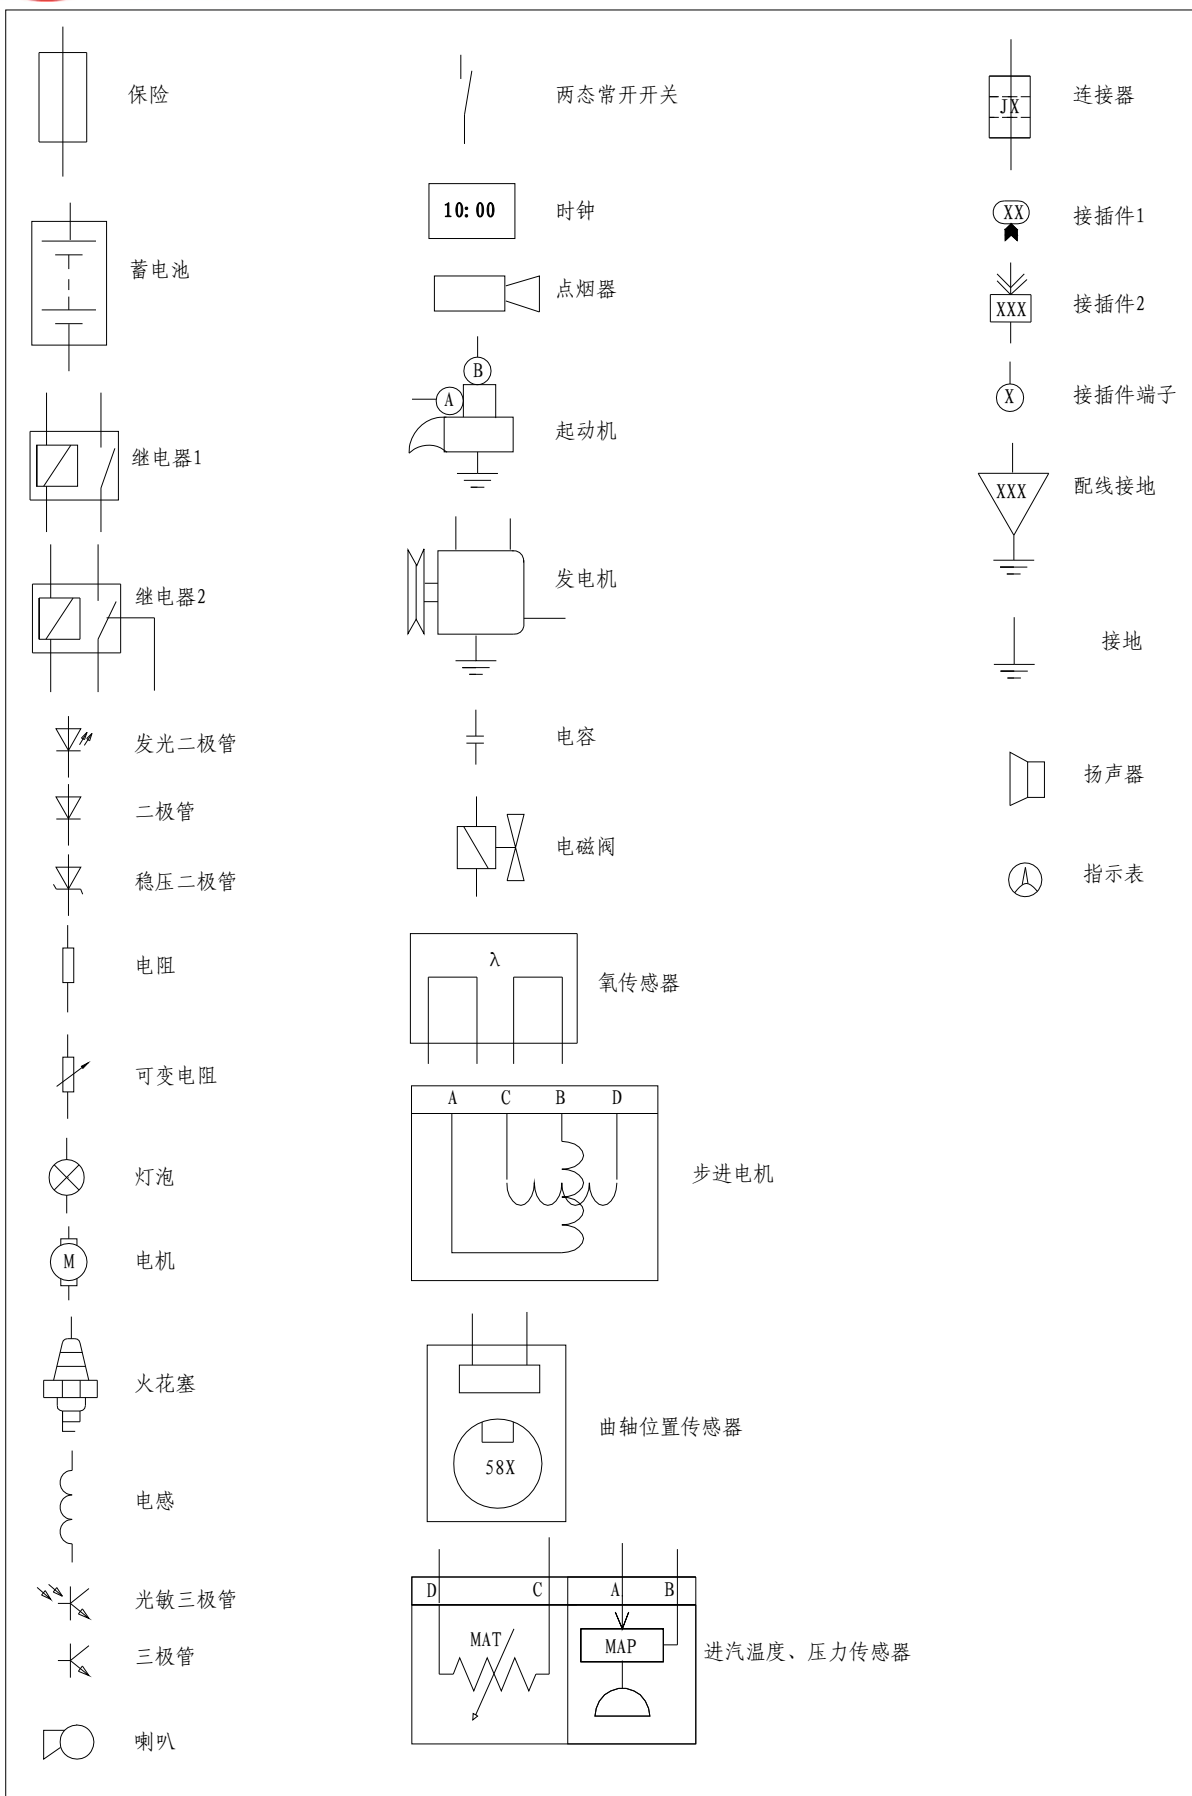 保险
蓄电池
继电器1
继电器2
发光二极管
二极管
稳压二极管
电阻
可变电阻
灯泡
M
电机
火花塞
电感
光敏三极管
三极管
喇叭
两态常开开关
10:00
时钟
点烟器
B
A
起动机
发电机
电容
电磁阀
λ
氧传感器
A C B D
步进电机
58X
曲轴位置传感器
D C A B
MAT
MAP
进汽温度、压力传感器
JX
连接器
XX
接插件1
XXX
接插件2
X
接插件端子
XXX
配线接地
接地
扬声器
指示表